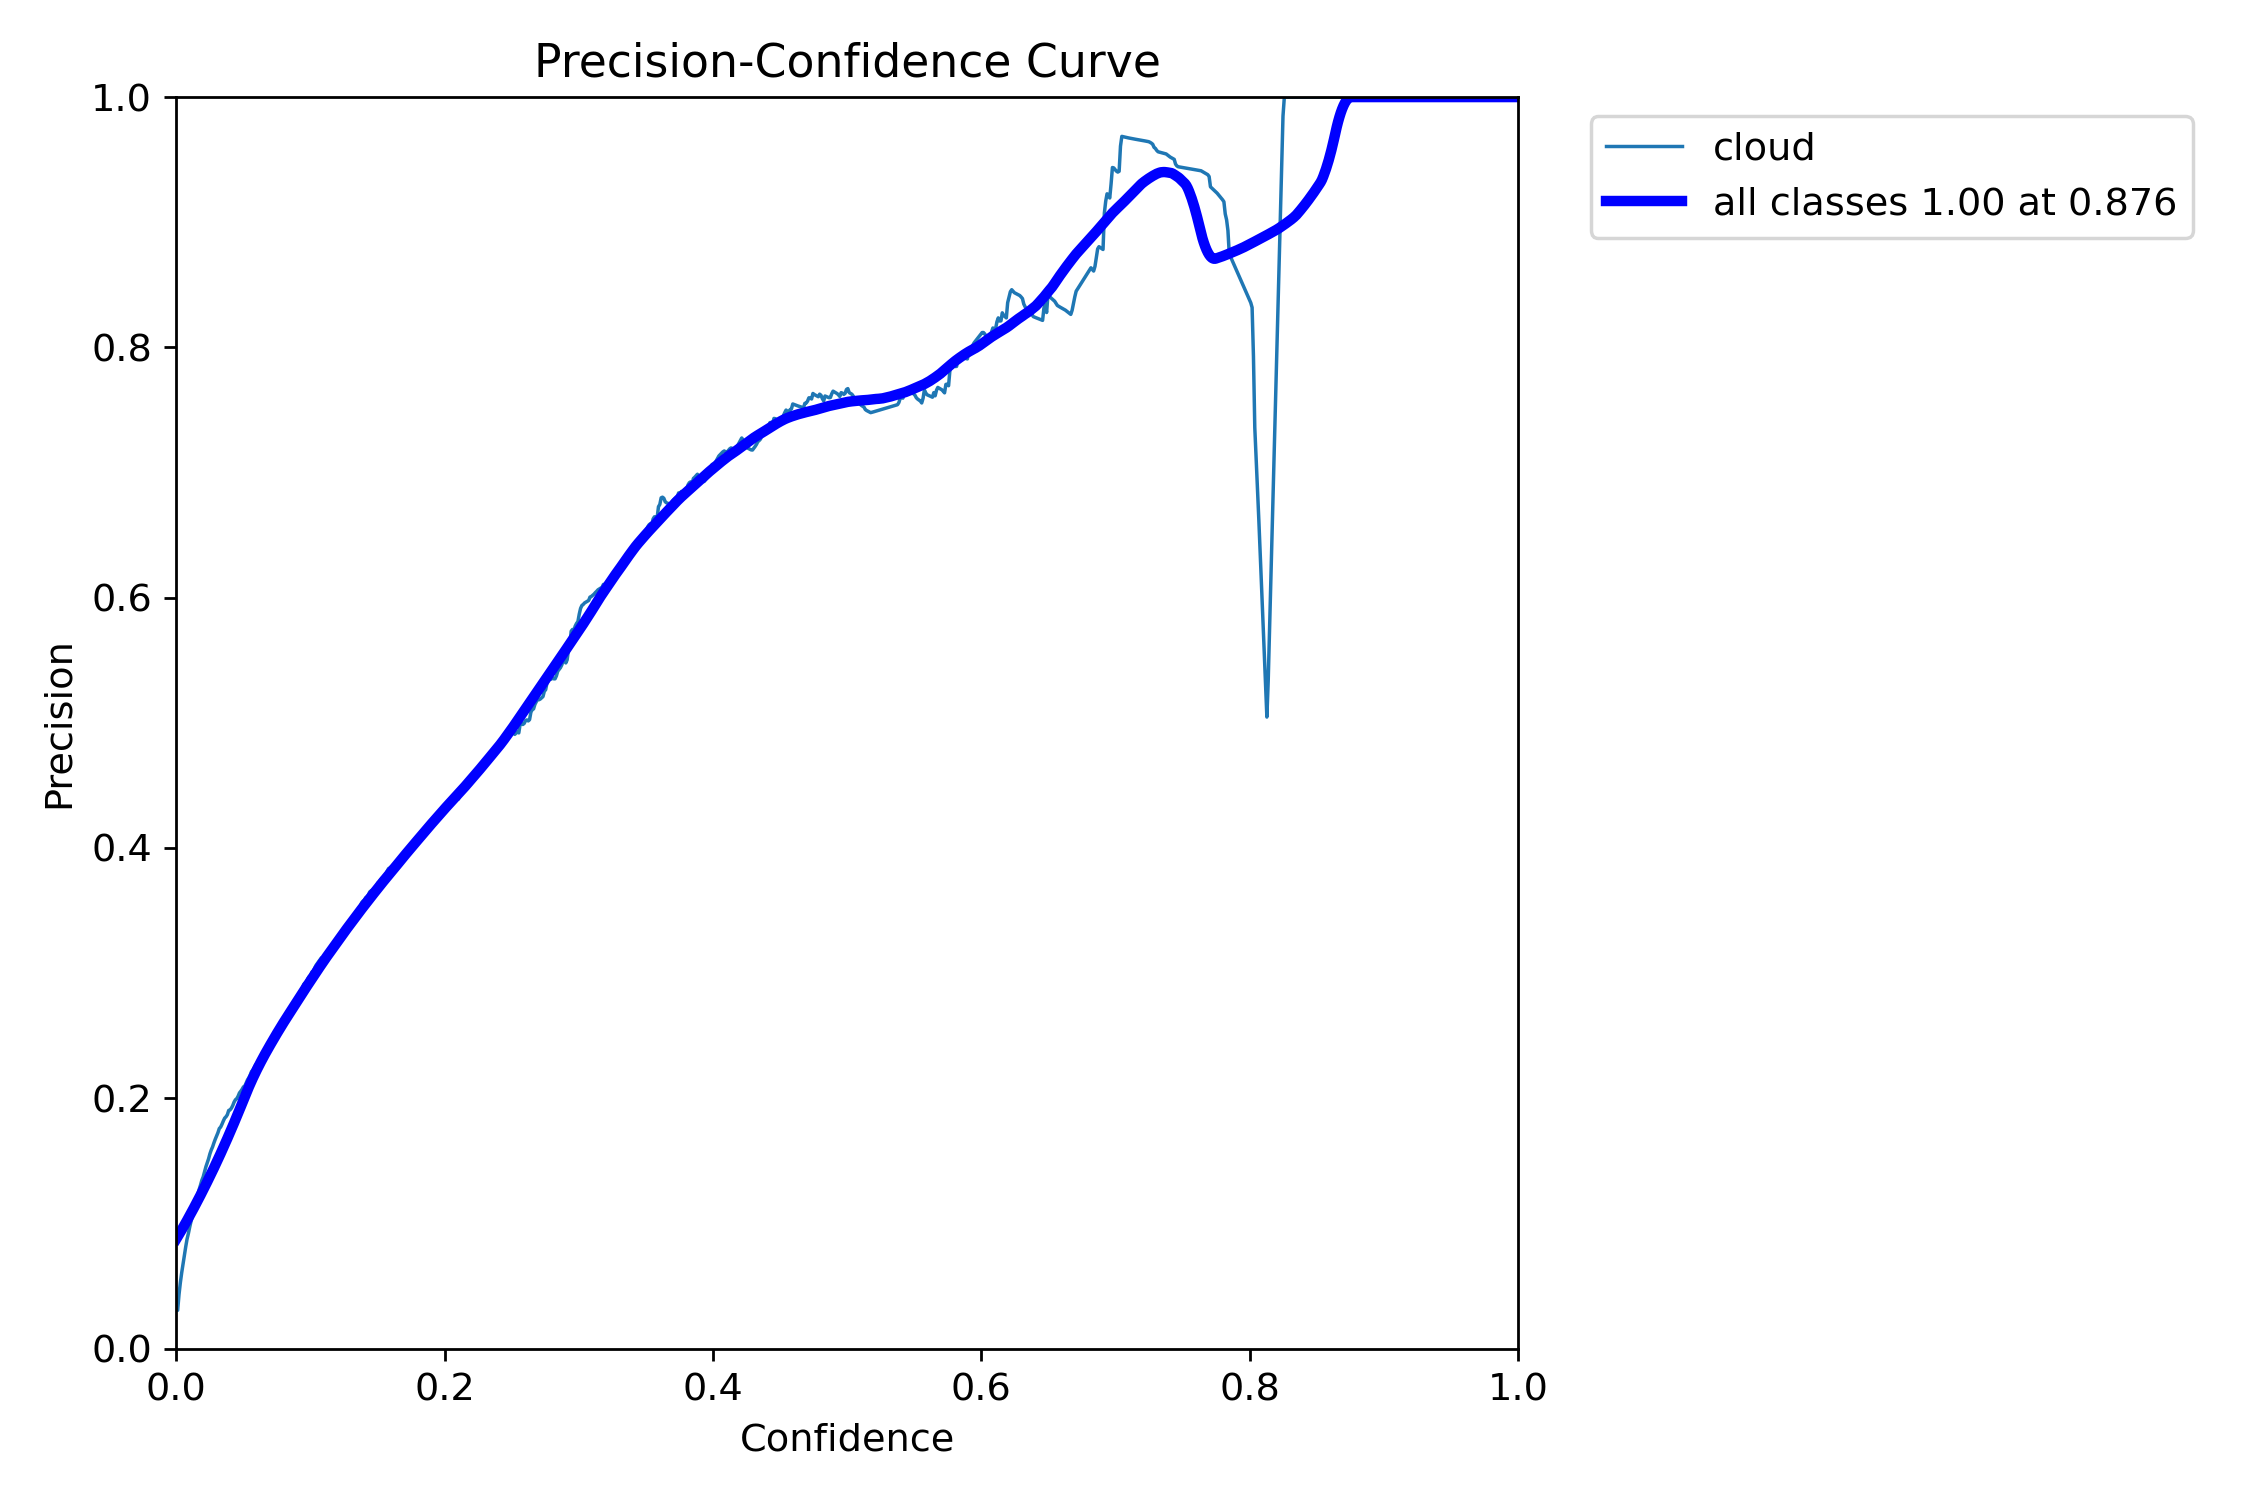 Precision-Confidence Curve
1.0
0.8
0.6
0.4
0.2
0.0
Precision
0.0 0.2 0.4 0.6 0.8 1.0
Confidence
cloud
all classes 1.00 at 0.876